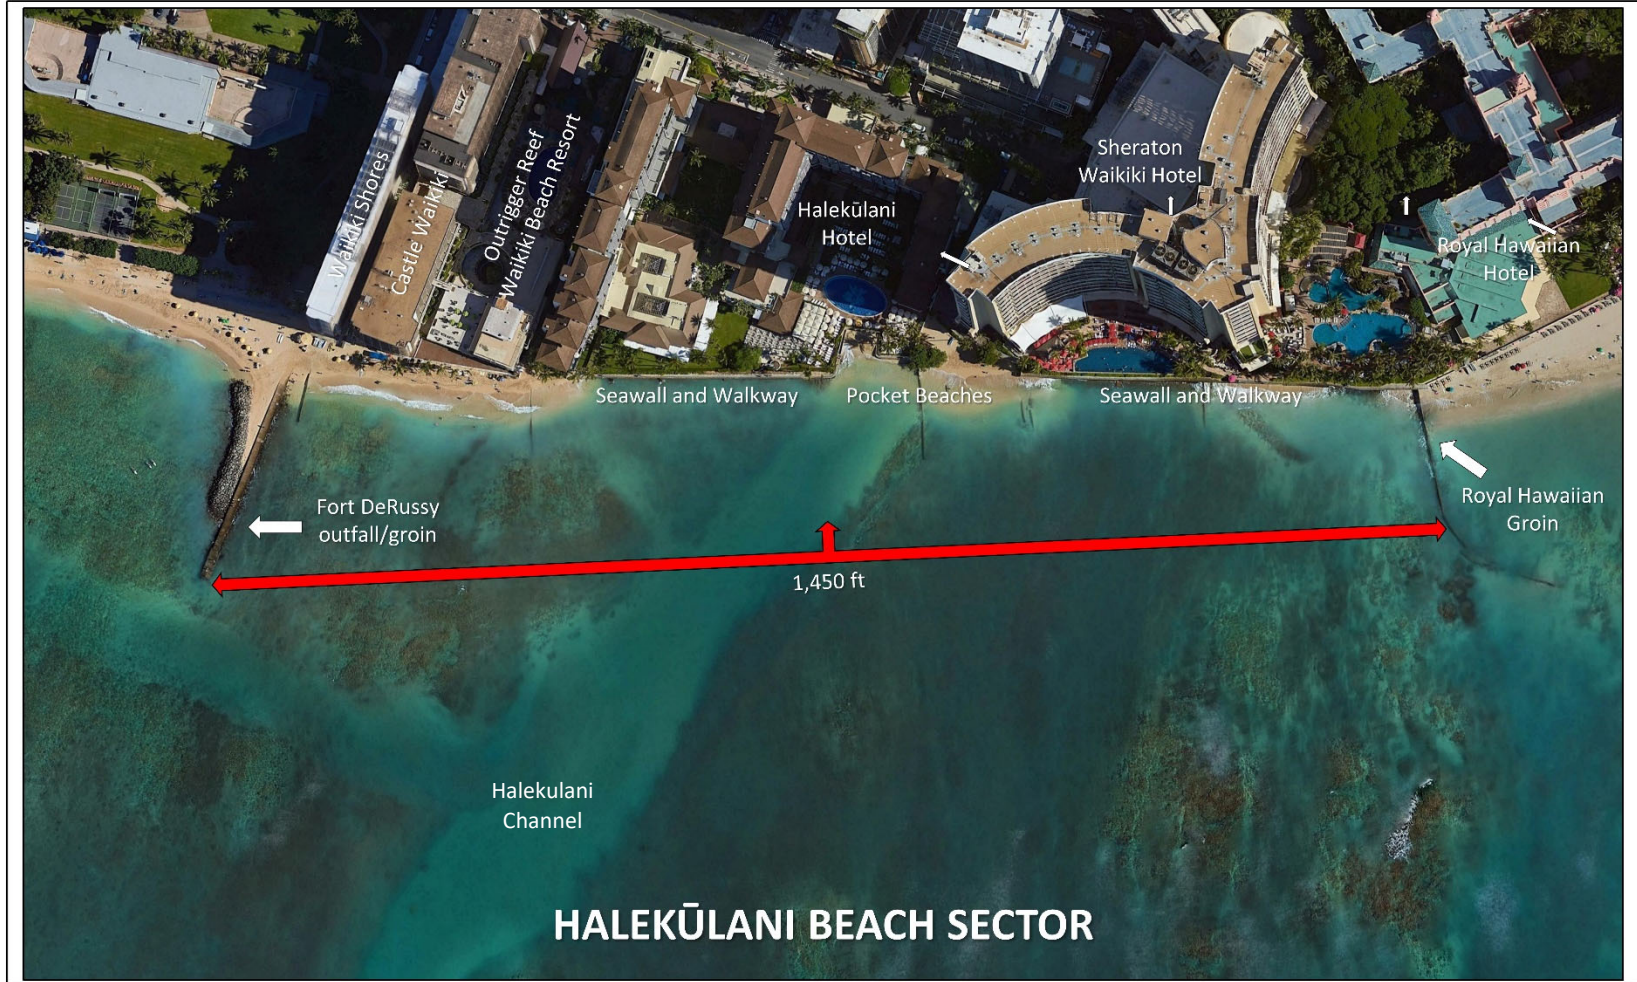 Waikiki Shores
Castle Waikiki
Outrigger Reef
Waikiki Beach Resort
Halekūlani
Hotel
Sheraton
Waikiki Hotel
Royal Hawaiian
Hotel
Seawall and Walkway
Pocket Beaches
Seawall and Walkway
Fort DeRussy
outfall/groin
Royal Hawaiian
Groin
1,450 ft
Halekulani
Channel
HALEKŪLANI BEACH SECTOR